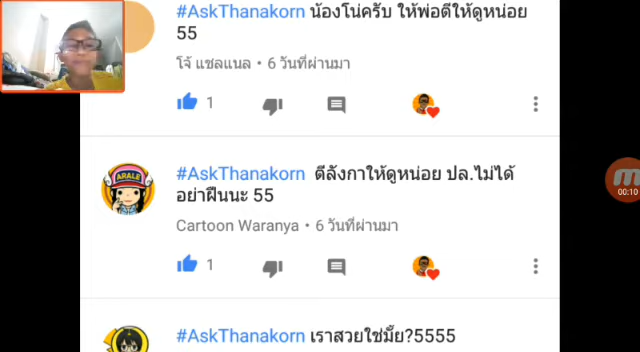 #AskThanakorn น้องโน่ครับ ให้พ่อตีให้ดูหน่อย
55
โจ้ แชลแนล • 6 วันที่ผ่านมา
1
ARALE
#AskThanakorn ตีลังกาให้ดูหน่อย ปล.ไม่ได้
อย่าฝืนนะ 55
Cartoon Waranya • 6 วันที่ผ่านมา
1
00:10
#AskThanakorn เราสวยใช่มั้ย?5555